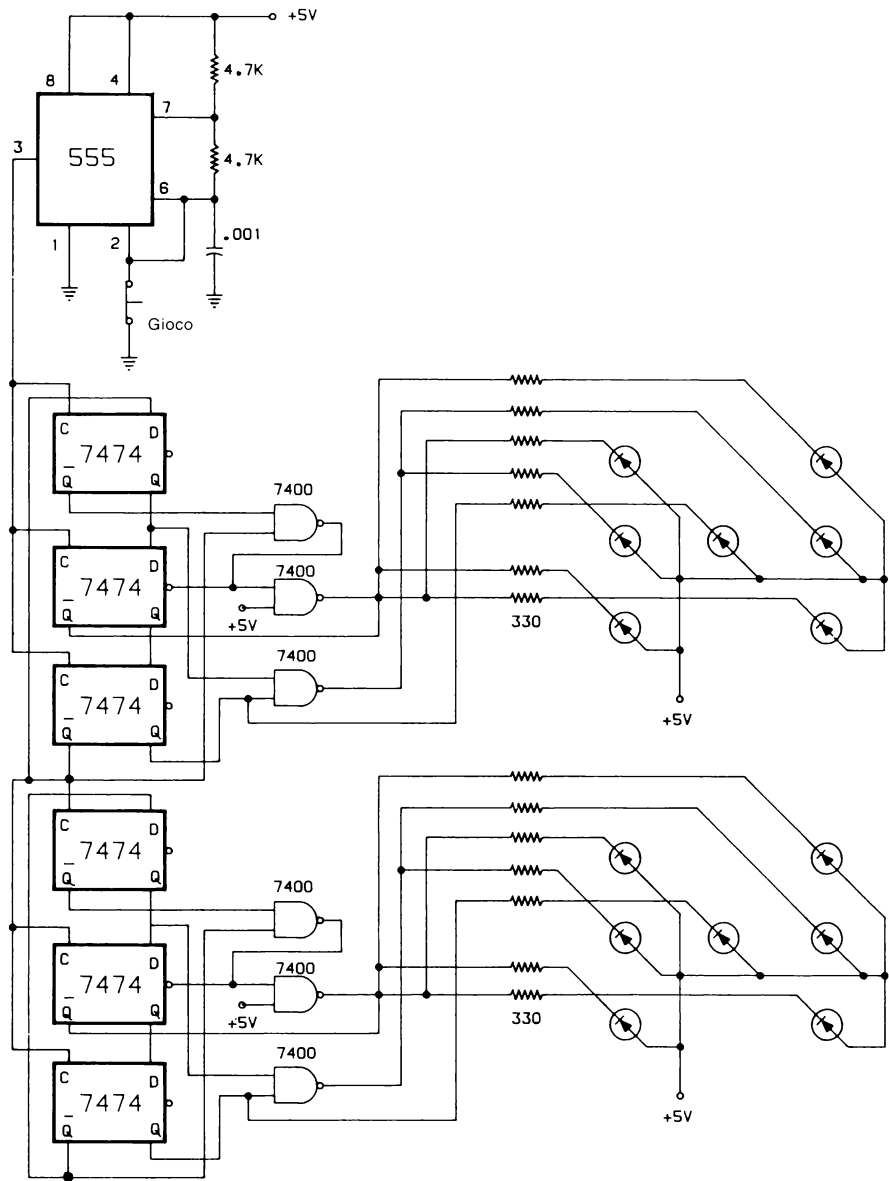 +5V
8 4
4.7K
7
3
555
4.7K
6
.001
1 2
Gioco
C D
7474
Q Q
7400
C D
7474
7400
Q Q
+5V
330
7400
C D
7474
Q Q
+5V
C D
7474
Q Q
7400
C D
7474
7400
Q Q
+5V
330
7400
C D
7474
Q Q
+5V